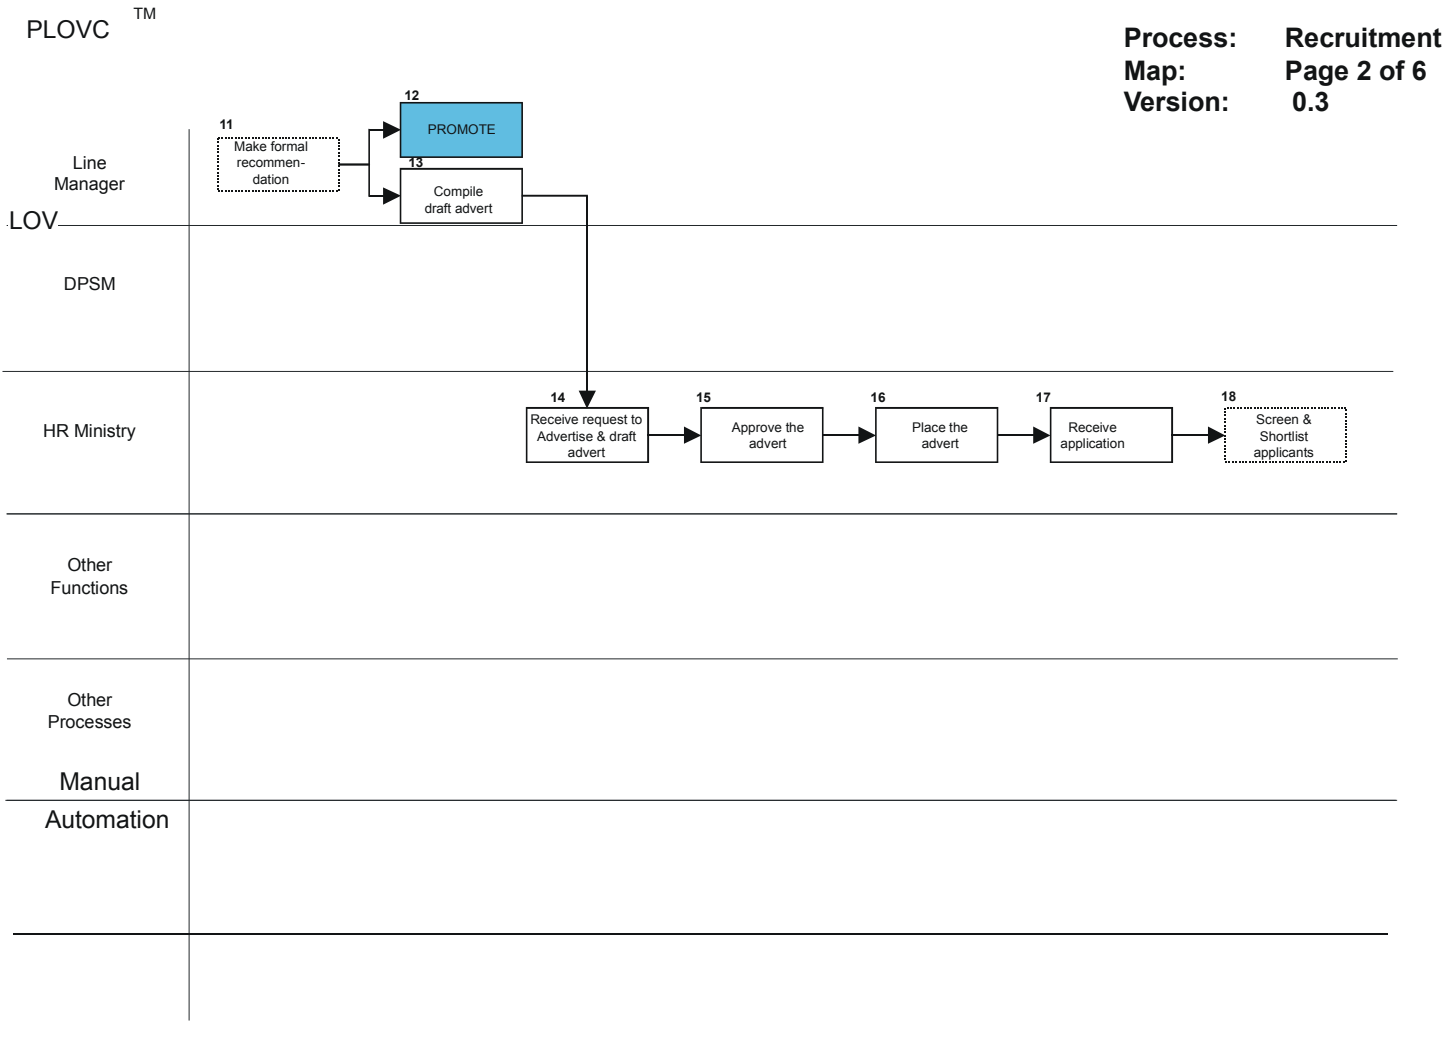 PLOVC TM
Process: Recruitment
Map: Page 2 of 6
Version: 0.3
12
PROMOTE
11
Make formal
recommen-
dation
13
Compile
draft advert
Line
Manager
LOV
DPSM
HR Ministry
14
Receive request to
Advertise & draft
advert
15
Approve the
advert
16
Place the
advert
17
Receive
application
18
Screen &
Shortlist
applicants
Other
Functions
Other
Processes
Manual
Automation